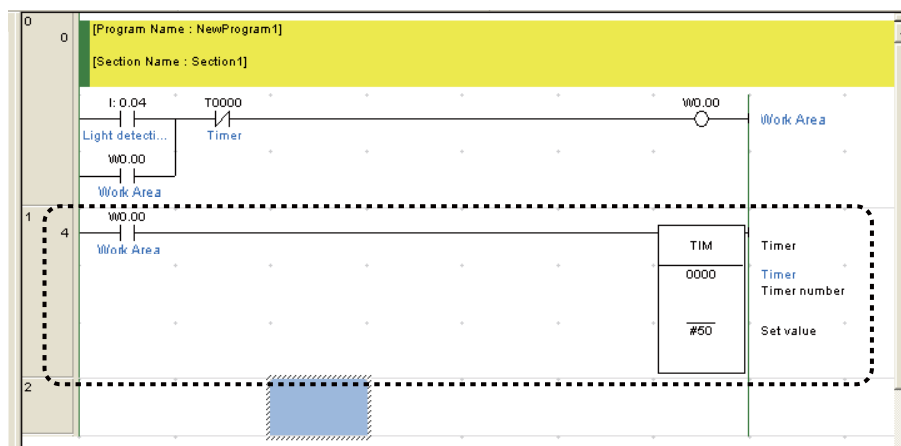 0
0
[Program Name : NewProgram1]
[Section Name : Section1]
I: 0.04 T0000 W0.00
Light detecti... Timer Work Area
W0.00
Work Area
1
4
W0.00
Work Area
TIM Timer
0000 Timer
Timer number
#50 Set value
2